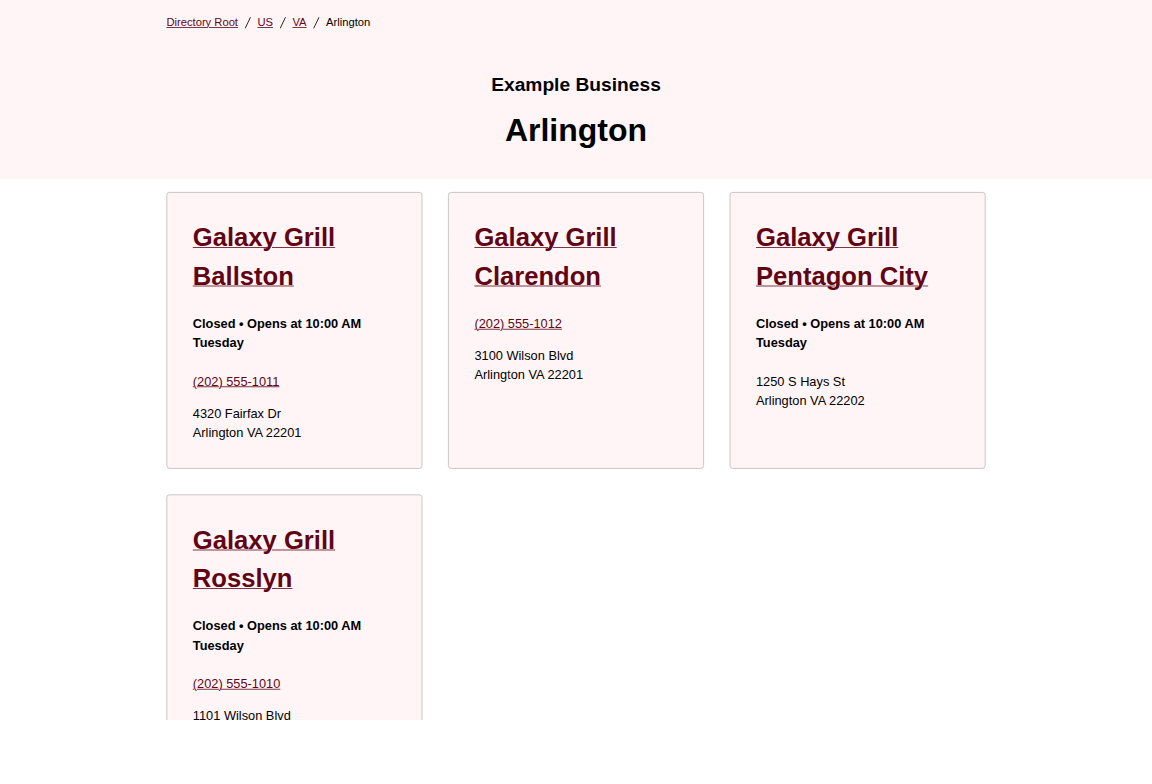 Directory Root / US / VA / Arlington
Example Business
Arlington
Galaxy Grill
Ballston
Closed • Opens at 10:00 AM
Tuesday
(202) 555-1011
4320 Fairfax Dr
Arlington VA 22201
Galaxy Grill
Clarendon
(202) 555-1012
3100 Wilson Blvd
Arlington VA 22201
Galaxy Grill
Pentagon City
Closed • Opens at 10:00 AM
Tuesday
1250 S Hays St
Arlington VA 22202
Galaxy Grill
Rosslyn
Closed • Opens at 10:00 AM
Tuesday
(202) 555-1010
1101 Wilson Blvd